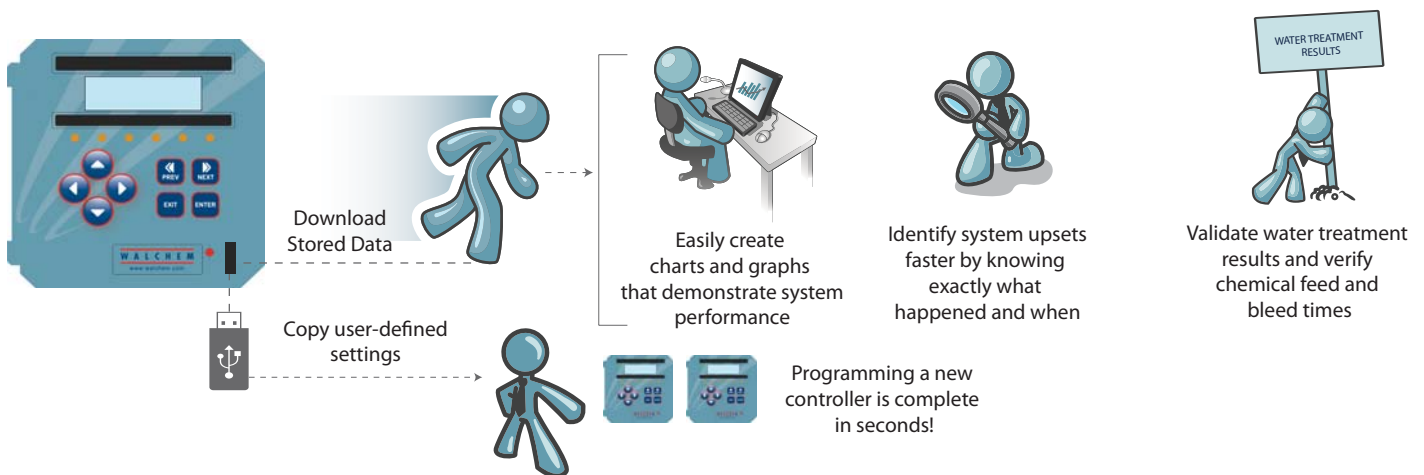 PREV
NEXT
EXIT
ENTER
WALCHEM
www.walchem.com
Download
Stored Data
Copy user-defined
settings
Easily create
charts and graphs
that demonstrate system
performance
Identify system upsets
faster by knowing
exactly what
happened and when
WATER TREATMENT
RESULTS
Validate water treatment
results and verify
chemical feed and
bleed times
Programming a new
controller is complete
in seconds!